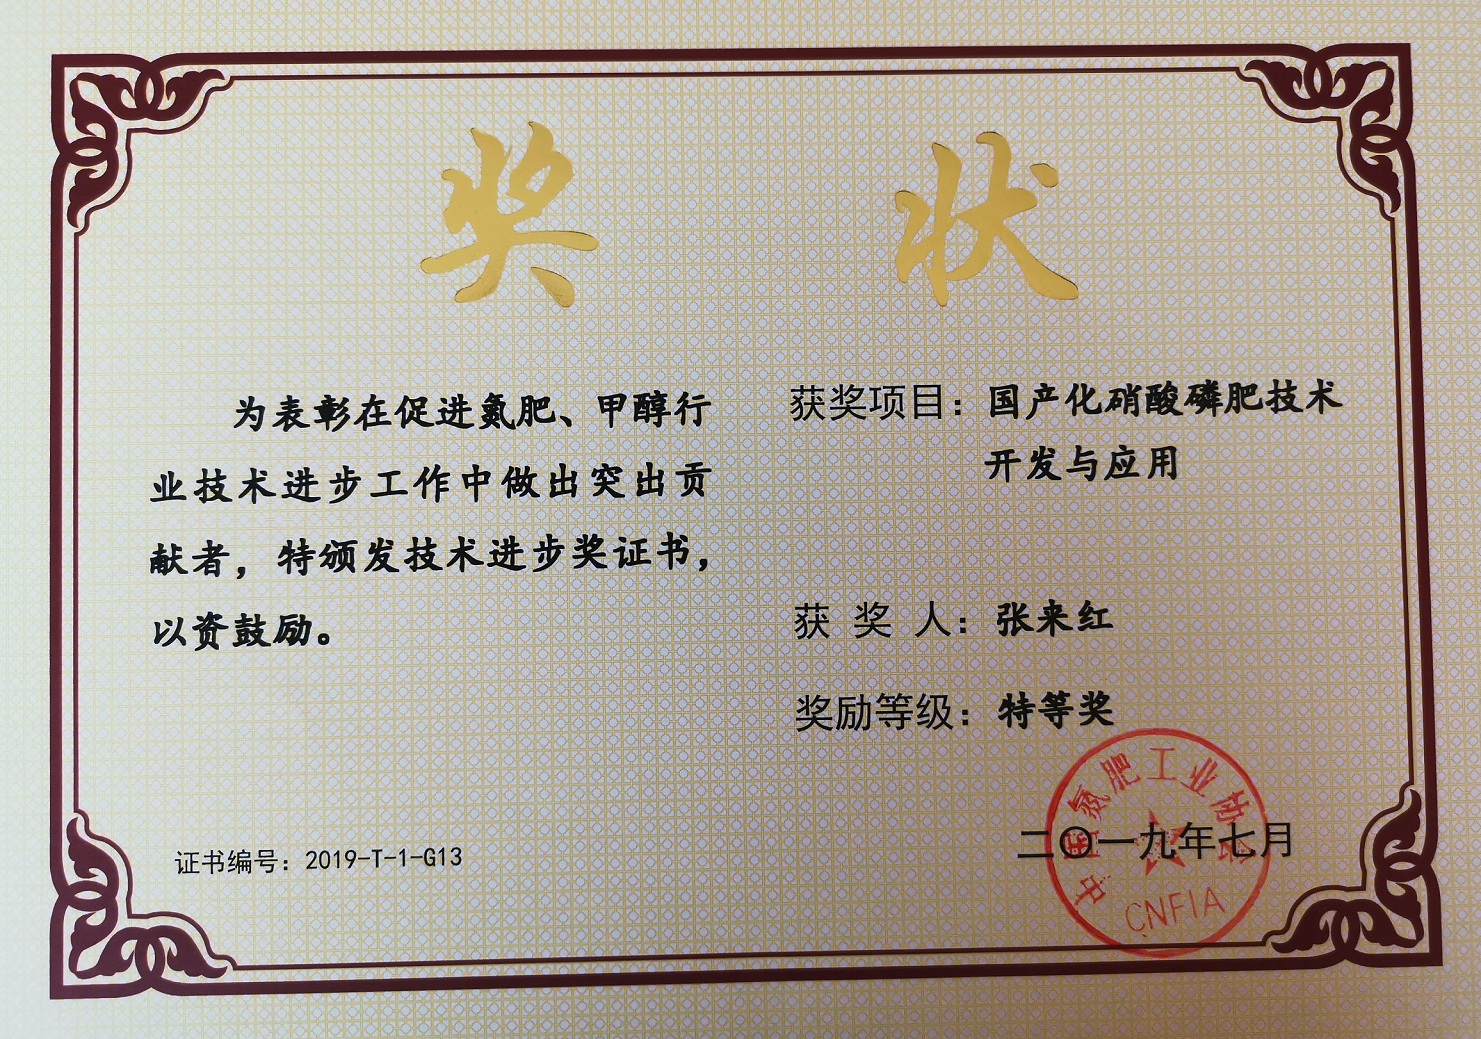 奖状
为表彰在促进氮肥、甲醇行
业技术进步工作中做出突出贡
献者，特颁发技术进步奖证书，
以资鼓励。
获奖项目：国产化硝酸磷肥技术
开发与应用
获奖人：张来红
奖励等级：特等奖
证书编号：2019-T-1-G13
二〇一九年七月
中国氮肥工业协会
CNFIA